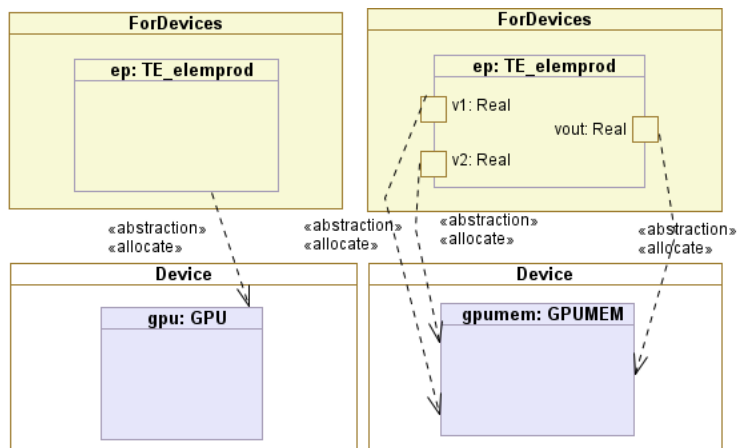 ForDevices
ep: TE_elemprod
«abstraction»
«allocate»
Device
gpu: GPU
ForDevices
ep: TE_elemprod
v1: Real
vout: Real
v2: Real
«abstraction»
«allocate»
«abstraction»
«allocate»
«abstraction»
«allocate»
Device
gpumem: GPUMEM